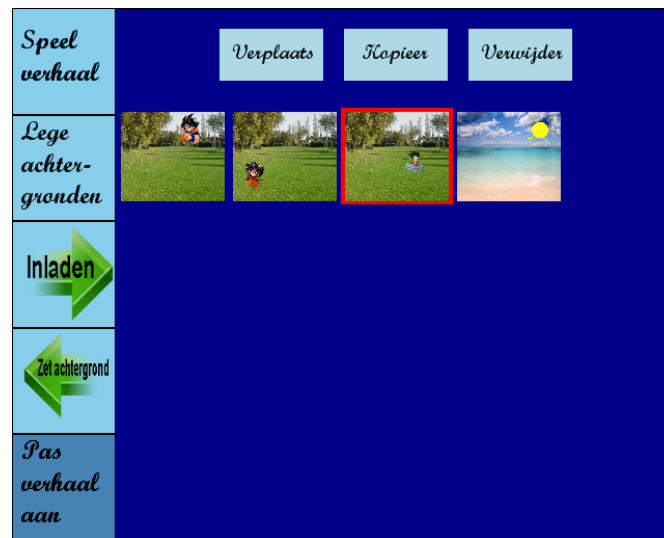 Speel
verhaal
Verplaats
Kopieer
Verwijder
Lege
achter-
gronden
Inladen
Zet achtergrond
Pas
verhaal
aan